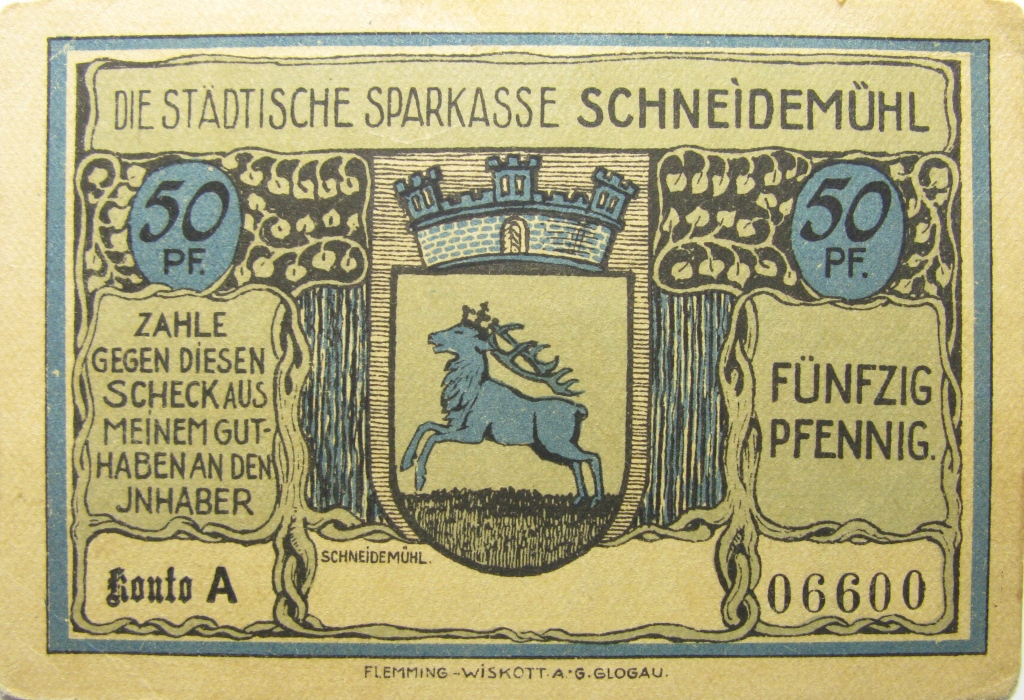 DIE STÄDTISCHE SPARKASSE SCHNEIDEMÜHL
50
PF.
50
PF.
ZAHLE
GEGEN DIESEN
SCHECK AUS
MEINEM GUT-
HABEN AN DEN
JNHABER
FÜNFZIG
PFENNIG.
SCHNEIDEMÜHL.
Konto A
06600
FLEMMING-WISKOTT A·G. GLOGAU.